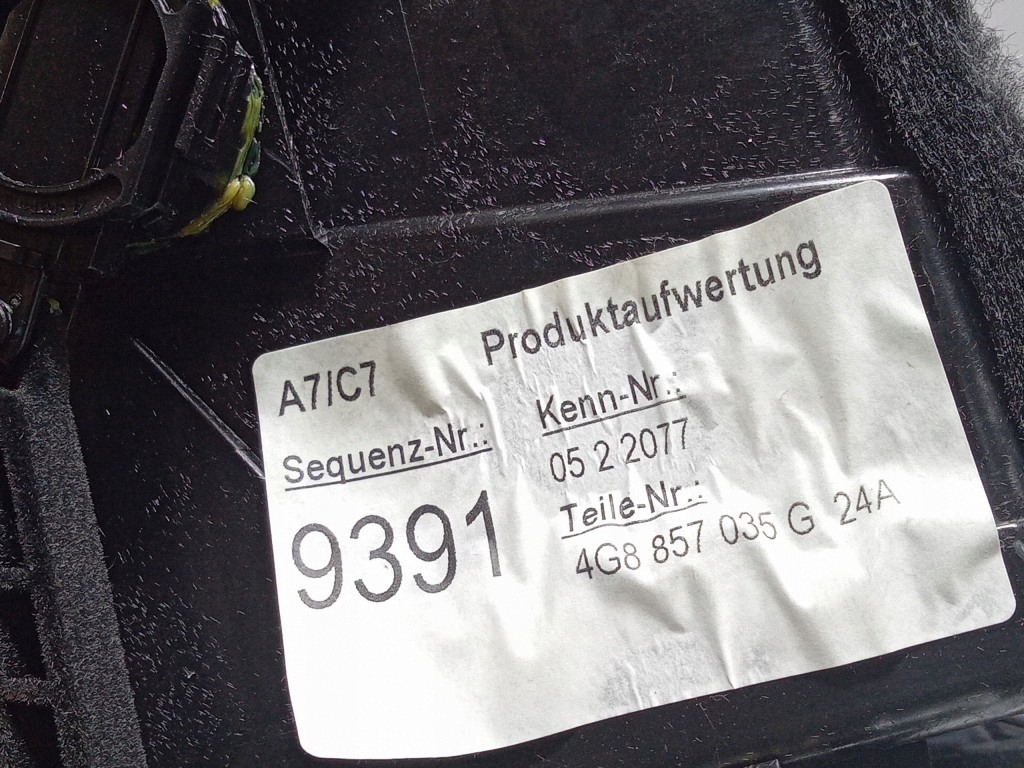 Produktaufwertung
A7/C7
Kenn-Nr.:
Sequenz-Nr.:
05 2 2077
Teile-Nr.:
9391
4G8 857 035 G 24A